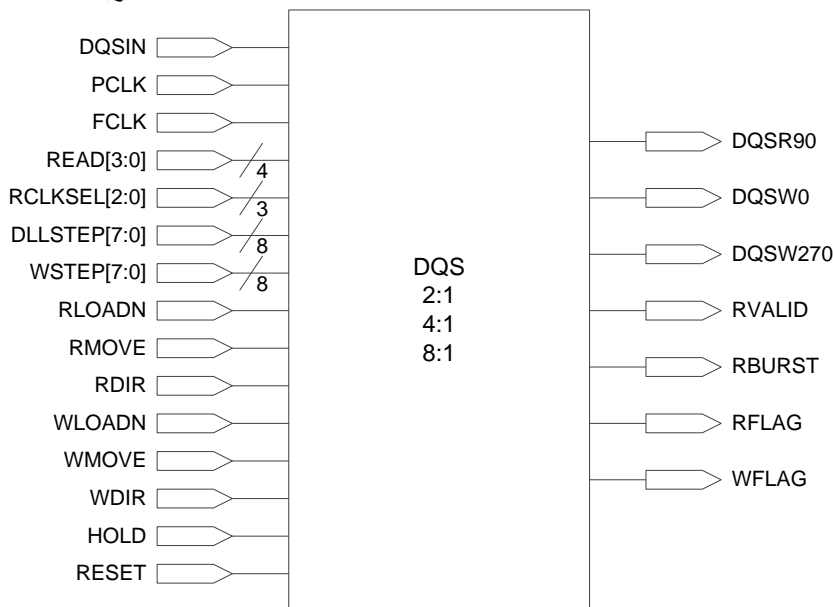 DQSIN
PCLK
FCLK
READ[3:0]
4
RCLKSEL[2:0]
3
DLLSTEP[7:0]
8
WSTEP[7:0]
8
RLOADN
RMOVE
RDIR
WLOADN
WMOVE
WDIR
HOLD
RESET
DQS
2:1
4:1
8:1
DQSR90
DQSW0
DQSW270
RVALID
RBURST
RFLAG
WFLAG